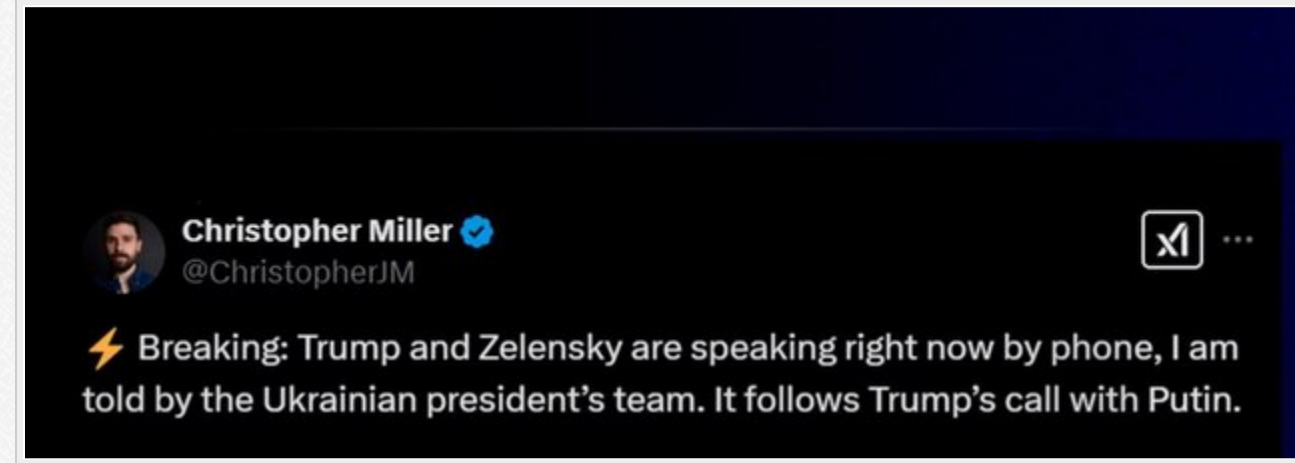 Christopher Miller
@ChristopherJM
⚡ Breaking: Trump and Zelensky are speaking right now by phone, I am
told by the Ukrainian president’s team. It follows Trump’s call with Putin.